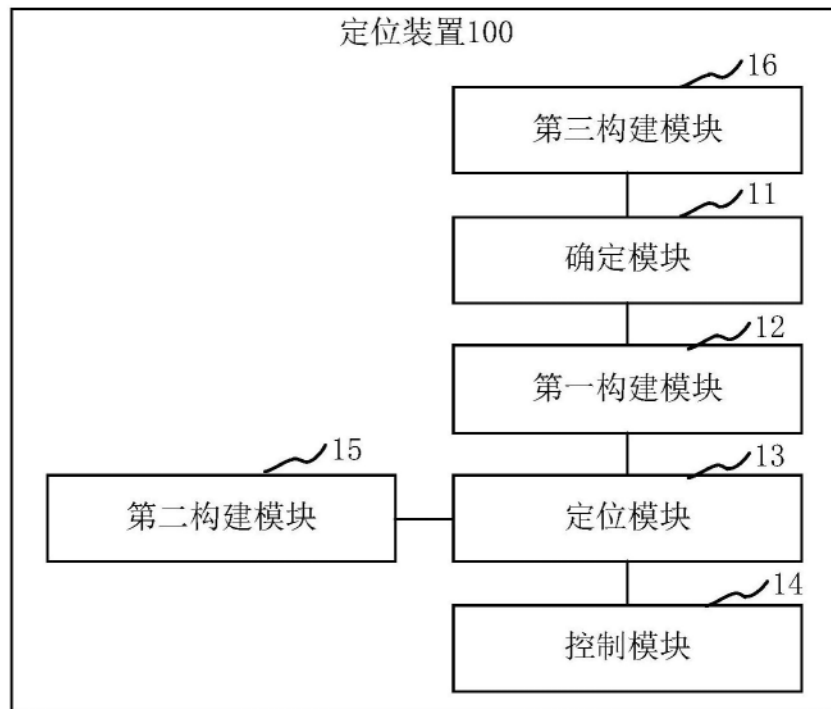 定位装置100
16
第三构建模块
11
确定模块
12
第一构建模块
15
第二构建模块
13
定位模块
14
控制模块